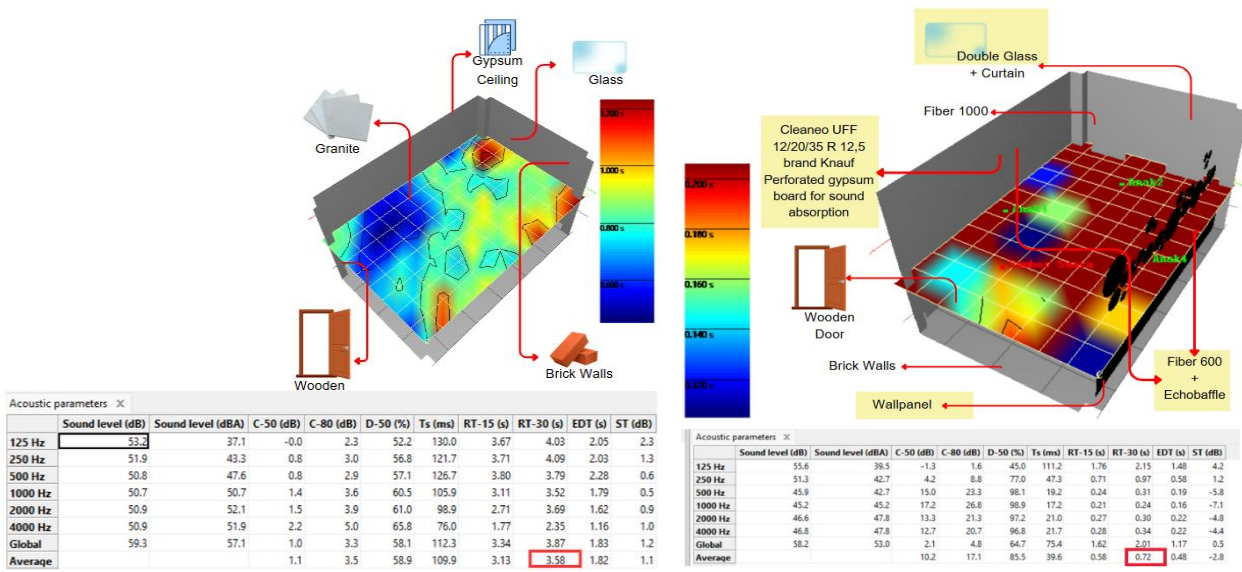 Gypsum
Ceiling
Glass
Granite
1.000 s
0.800 s
Wooden
Brick Walls
Acoustic parameters X
Sound level (dB) Sound level (dBA) C-50 (dB) C-80 (dB) D-50 (%) Ts (ms) RT-15 (s) RT-30 (s) EDT (s) ST (dB)
125 Hz 53.2 37.1 -0.0 2.3 52.2 130.0 3.67 4.03 2.05 2.3
250 Hz 51.9 43.3 0.8 3.0 56.8 121.7 3.71 4.09 2.03 1.3
500 Hz 50.8 47.6 0.8 2.9 57.1 126.7 3.80 3.79 2.28 0.6
1000 Hz 50.7 50.7 1.4 3.6 60.5 105.9 3.11 3.52 1.79 0.5
2000 Hz 50.9 52.1 1.5 3.9 61.0 98.9 2.71 3.69 1.62 0.9
4000 Hz 50.9 51.9 2.2 5.0 65.8 76.0 1.77 2.35 1.16 1.0
Global 59.3 57.1 1.0 3.3 58.1 112.3 3.34 3.87 1.83 1.2
Average 1.1 3.5 58.9 109.9 3.13 3.58 1.82 1.1
Double Glass
+ Curtain
Fiber 1000
Cleaneo UFF
12/20/35 R 12,5
brand Knauf
Perforated gypsum
board for sound
absorption
0.200 s
0.180 s
0.160 s
0.140 s
0.120 s
Anak2
Anak4
Wooden
Door
Brick Walls
Wallpanel
Fiber 600
+
Echobaffle
Acoustic parameters X
Sound level (dB) Sound level (dBA) C-50 (dB) C-80 (dB) D-50 (%) Ts (ms) RT-15 (s) RT-30 (s) EDT (s) ST (dB)
125 Hz 55.6 39.5 -1.3 1.6 45.0 111.2 1.76 2.15 1.48 4.2
250 Hz 51.3 42.7 4.2 8.8 77.0 47.3 0.71 0.97 0.58 1.2
500 Hz 45.9 42.7 15.0 23.3 98.1 19.2 0.24 0.31 0.19 -5.8
1000 Hz 45.2 45.2 17.2 26.8 98.9 17.2 0.21 0.24 0.16 -7.1
2000 Hz 46.6 47.8 13.3 21.3 97.2 21.0 0.27 0.30 0.22 -4.8
4000 Hz 46.8 47.8 12.7 20.7 96.8 21.7 0.28 0.34 0.22 -4.4
Global 58.2 53.0 2.1 4.8 64.7 75.4 1.62 2.01 1.17 0.5
Average 10.2 17.1 85.5 39.6 0.58 0.72 0.48 -2.8